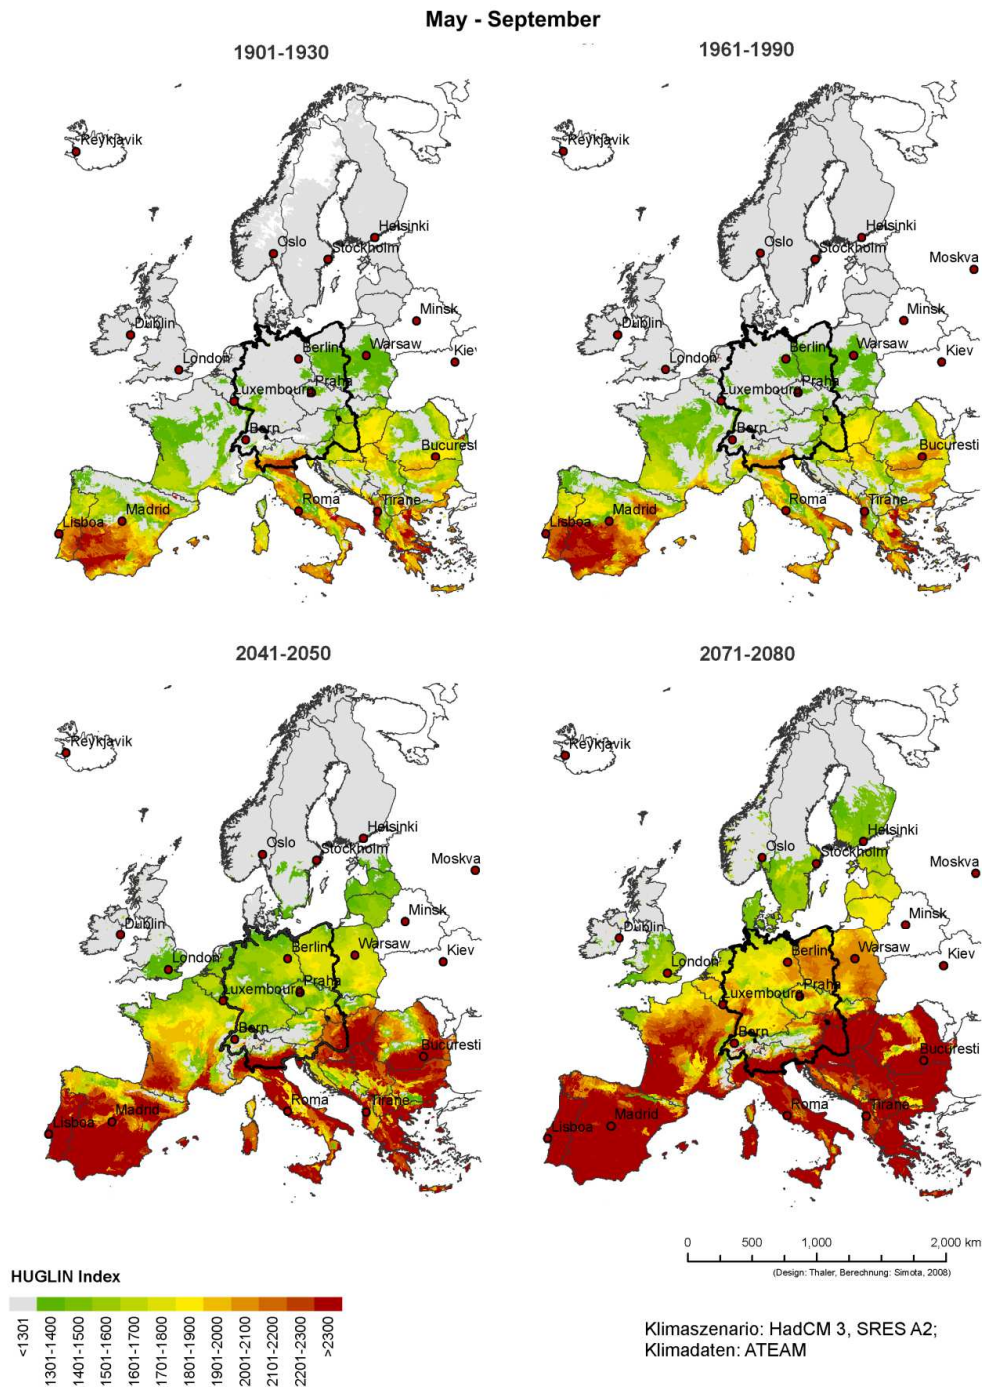 May - September
1901-1930
1961-1990
Reykjavik
Oslo
Helsinki
Stockholm
Dublin
London
Minsk
Berlin
Warsaw
Kiev
Luxembourg
Praha
Bern
Bucuresti
Roma
Tirane
Madrid
Lisboa
Reykjavik
Oslo
Helsinki
Stockholm
Moskva
Dublin
London
Minsk
Berlin
Warsaw
Kiev
Luxembourg
Praha
Bern
Bucuresti
Roma
Tirane
Madrid
Lisboa
2041-2050
2071-2080
Reykjavik
Oslo
Helsinki
Stockholm
Moskva
Dublin
London
Minsk
Berlin
Warsaw
Kiev
Luxembourg
Praha
Bern
Bucuresti
Roma
Tirane
Madrid
Lisboa
Reykjavik
Oslo
Helsinki
Stockholm
Moskva
Dublin
London
Minsk
Berlin
Warsaw
Kiev
Luxembourg
Praha
Bern
Bucuresti
Roma
Tirane
Madrid
Lisboa
0 500 1,000 2,000 km
(Design: Thaler, Berechnung: Simota, 2008)
HUGLIN Index
<1301
1301-1400
1401-1500
1501-1600
1601-1700
1701-1800
1801-1900
1901-2000
2001-2100
2101-2200
2201-2300
>2300
Klimaszenario: HadCM 3, SRES A2;
Klimadaten: ATEAM